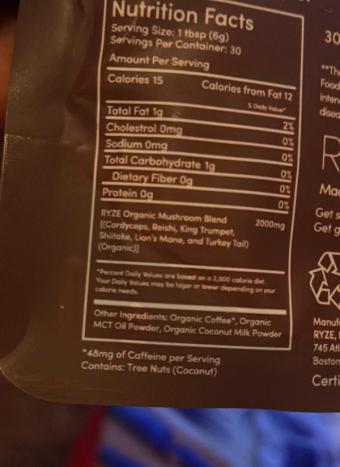 Nutrition Facts
Serving Size: 1 tbsp (6g)
Servings Per Container: 30
Amount Per Serving
Calories 15 Calories from Fat 12
% Daily Value*
Total Fat 1g 2%
Cholestrol 0mg 0%
Sodium 0mg 0%
Total Carbohydrate 1g 0%
Dietary Fiber 0g 0%
Protein 0g 0%
RYZE Organic Mushroom Blend 2000mg
[(Cordyceps, Reishi, King Trumpet,
Shiitake, Lion's Mane, and Turkey Tail)
(Organic)]
*Percent Daily Values are based on a 2,000 calorie diet.
Your Daily Values may be higer or lower depending on your
calorie needs.
Other Ingredients: Organic Coffee*, Organic
MCT Oil Powder, Organic Coconut Milk Powder
*48mg of Caffeine per Serving
Contains: Tree Nuts (Coconut)
30
**Th
Food
inten
disea
R
Ma
Get s
Get g
Manuf
RYZE,
745 Atl
Boston
Certi